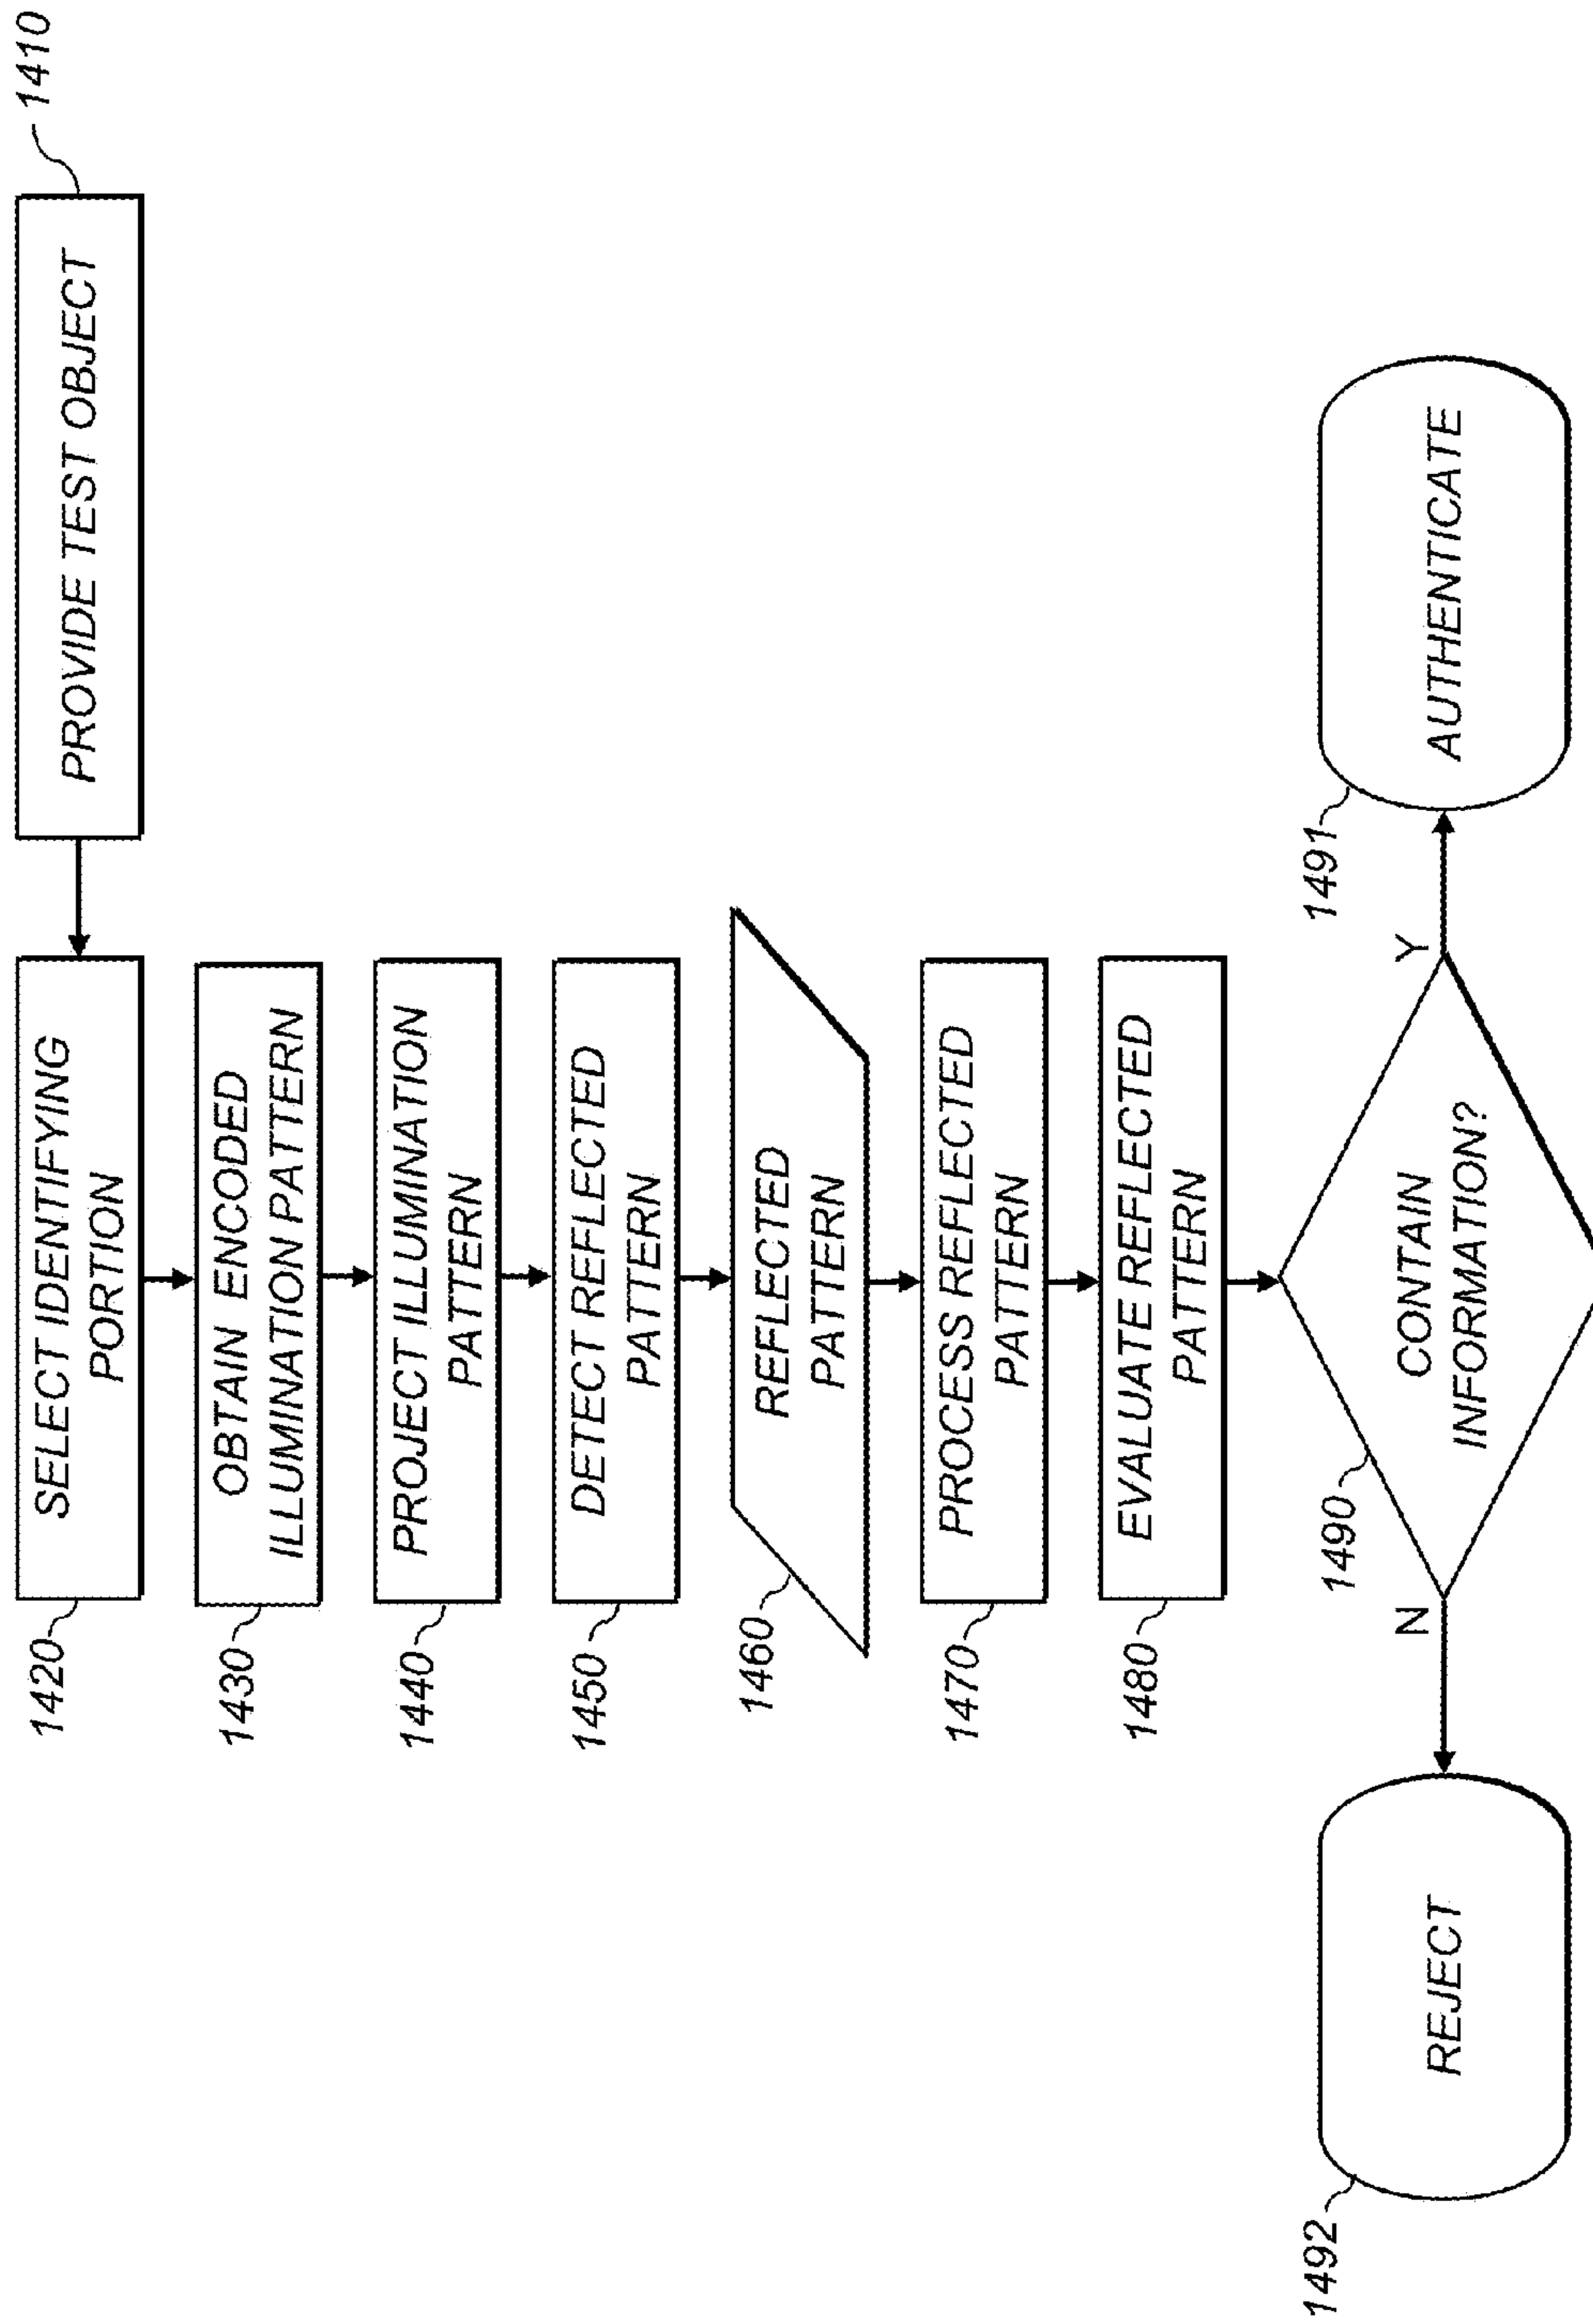 PROVIDE TEST OBJECT
1410
1420
SELECT IDENTIFYING
PORTION
1430
OBTAIN ENCODED
ILLUMINATION PATTERN
1440
PROJECT ILLUMINATION
PATTERN
1450
DETECT REFLECTED
PATTERN
1460
REFLECTED
PATTERN
1470
PROCESS REFLECTED
PATTERN
1480
EVALUATE REFLECTED
PATTERN
1490
CONTAIN
INFORMATION?
N
Y
1492
REJECT
1491
AUTHENTICATE